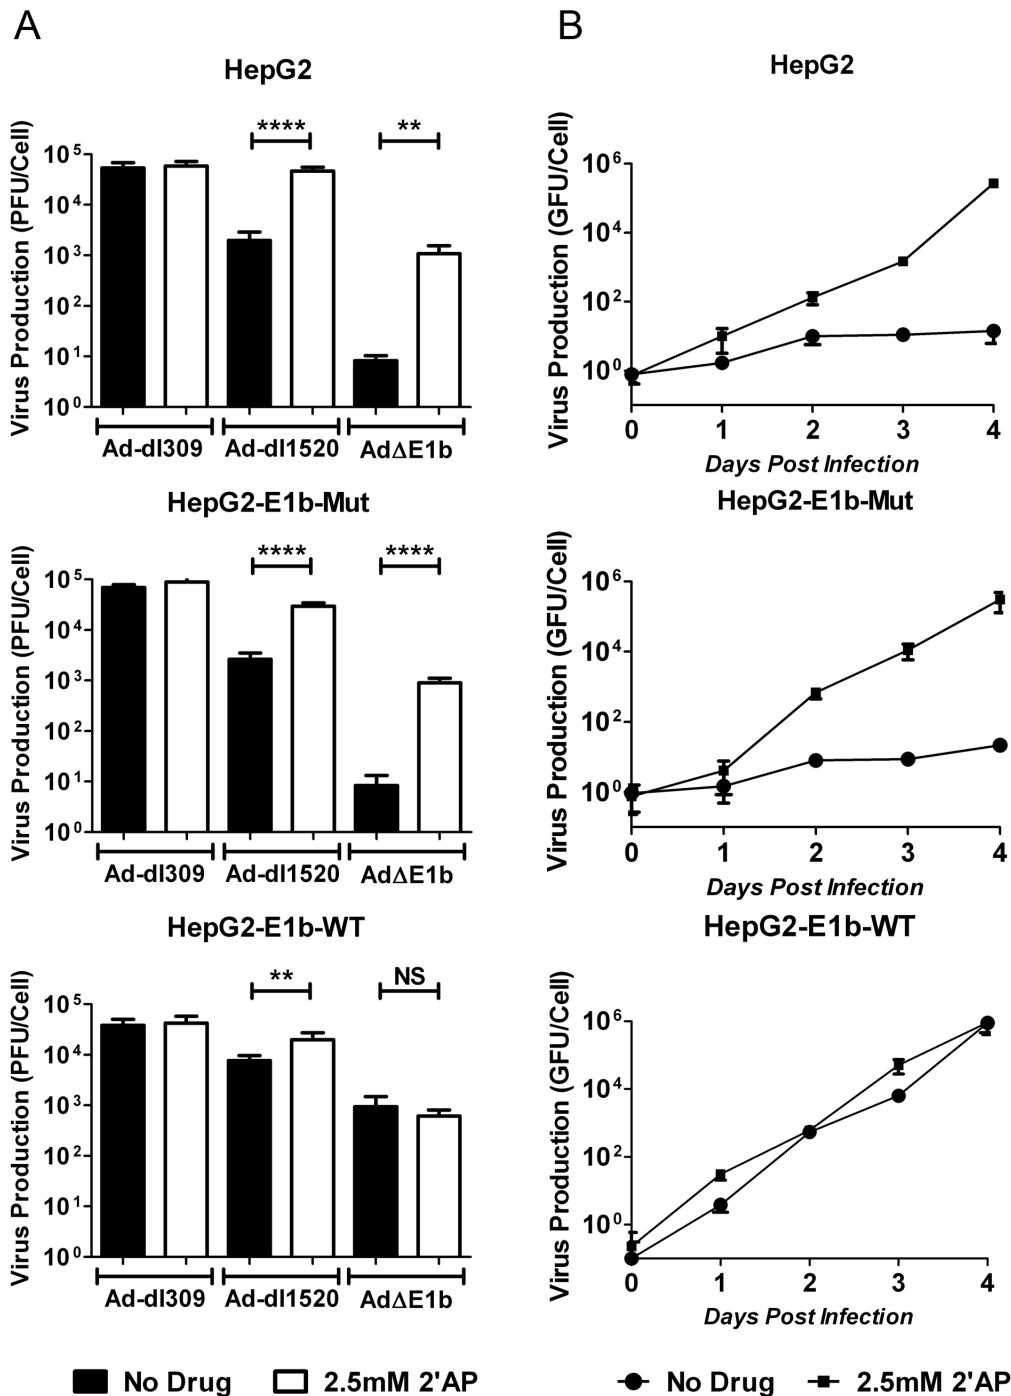 A
B
HepG2
****
**
Virus Production (PFU/Cell)
10^5
10^4
10^3
10^2
10^1
10^0
Ad-dl309
Ad-dl1520
AdΔE1b
HepG2
Virus Production (GFU/Cell)
10^6
10^4
10^2
10^0
0
1
2
3
4
Days Post Infection
HepG2-E1b-Mut
****
****
Virus Production (PFU/Cell)
10^5
10^4
10^3
10^2
10^1
10^0
Ad-dl309
Ad-dl1520
AdΔE1b
HepG2-E1b-Mut
Virus Production (GFU/Cell)
10^6
10^4
10^2
10^0
0
1
2
3
4
Days Post Infection
HepG2-E1b-WT
**
NS
Virus Production (PFU/Cell)
10^5
10^4
10^3
10^2
10^1
10^0
Ad-dl309
Ad-dl1520
AdΔE1b
HepG2-E1b-WT
Virus Production (GFU/Cell)
10^6
10^4
10^2
10^0
0
1
2
3
4
Days Post Infection
No Drug
2.5mM 2'AP
No Drug
2.5mM 2'AP